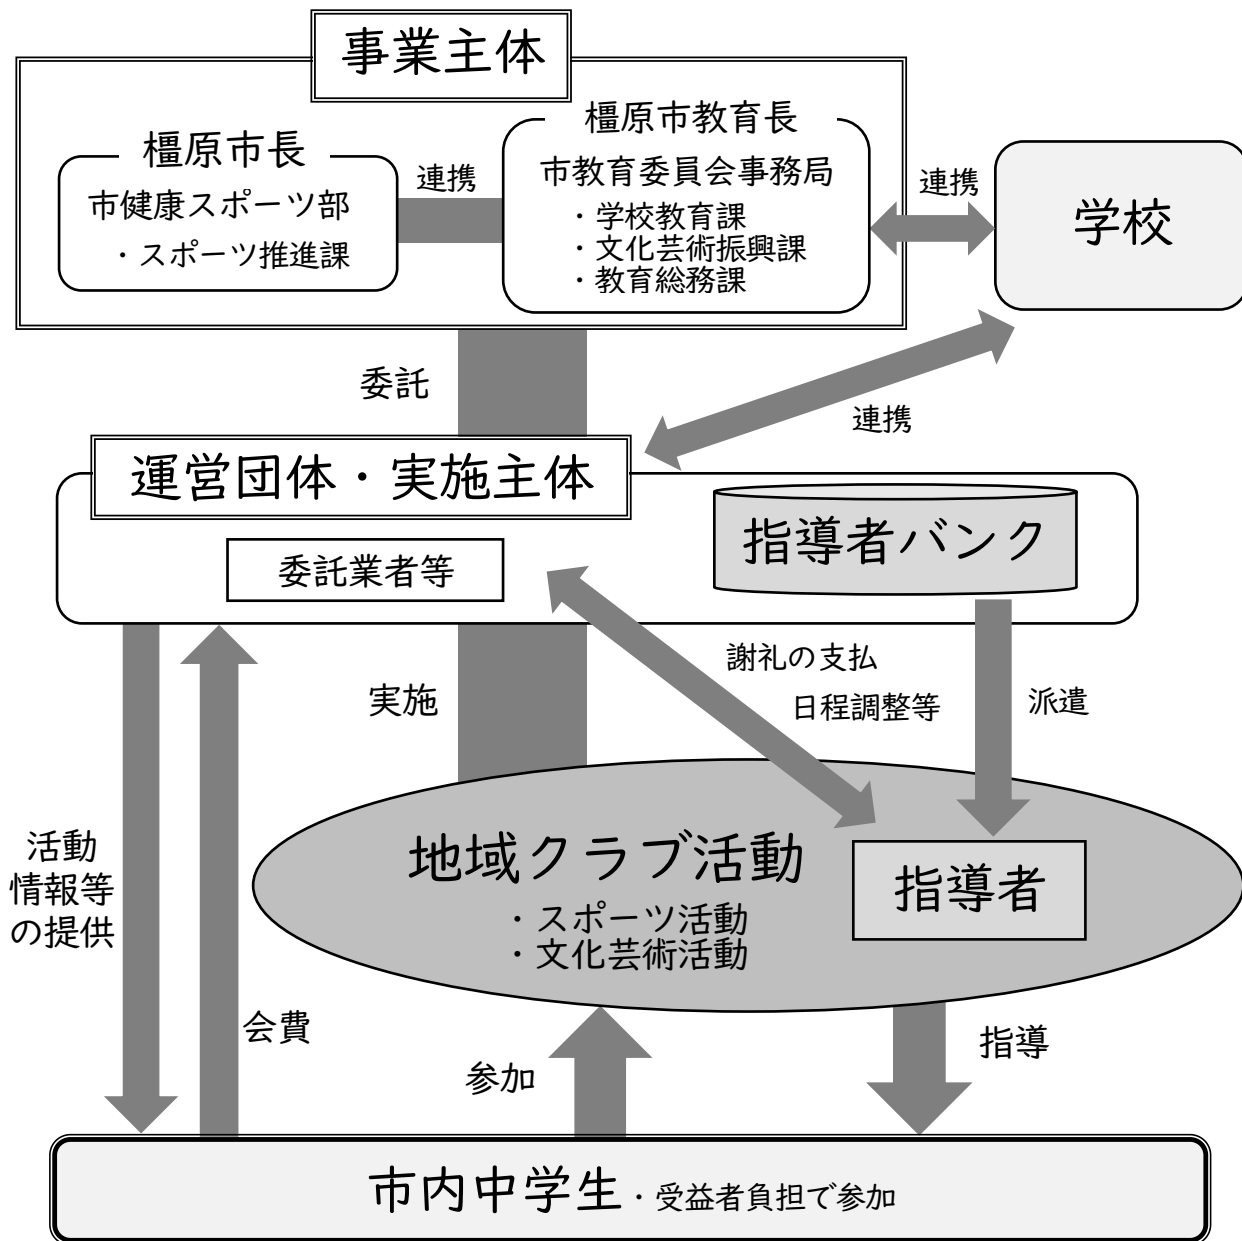 事業主体
橿原市長
市健康スポーツ部
・スポーツ推進課
連携
橿原市教育長
市教育委員会事務局
・学校教育課
・文化芸術振興課
・教育総務課
連携
学校
委託
連携
運営団体・実施主体
委託業者等
指導者バンク
実施
謝礼の支払
日程調整等
派遣
活動
情報等
の提供
会費
地域クラブ活動
・スポーツ活動
・文化芸術活動
指導者
参加
指導
市内中学生・受益者負担で参加